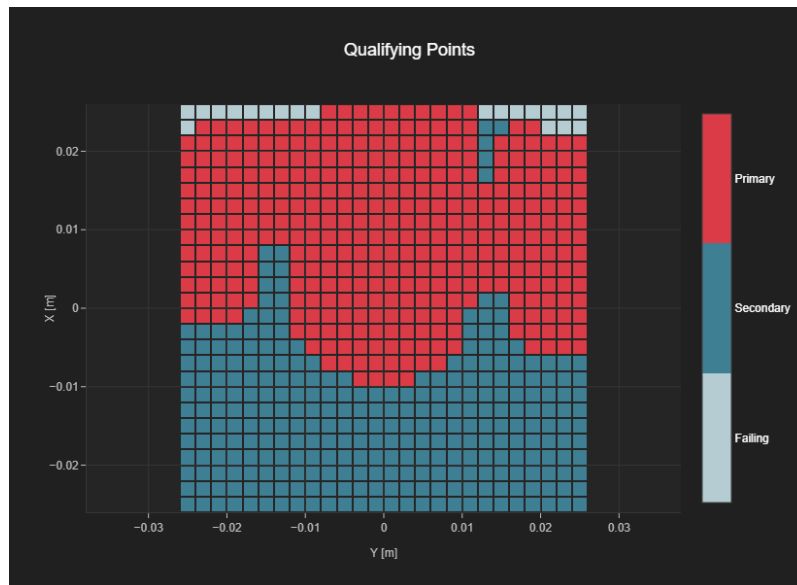 Qualifying Points
0.02
0.01
0
−0.01
−0.02
X [m]
−0.03
−0.02
−0.01
0
0.01
0.02
0.03
Y [m]
Primary
Secondary
Failing